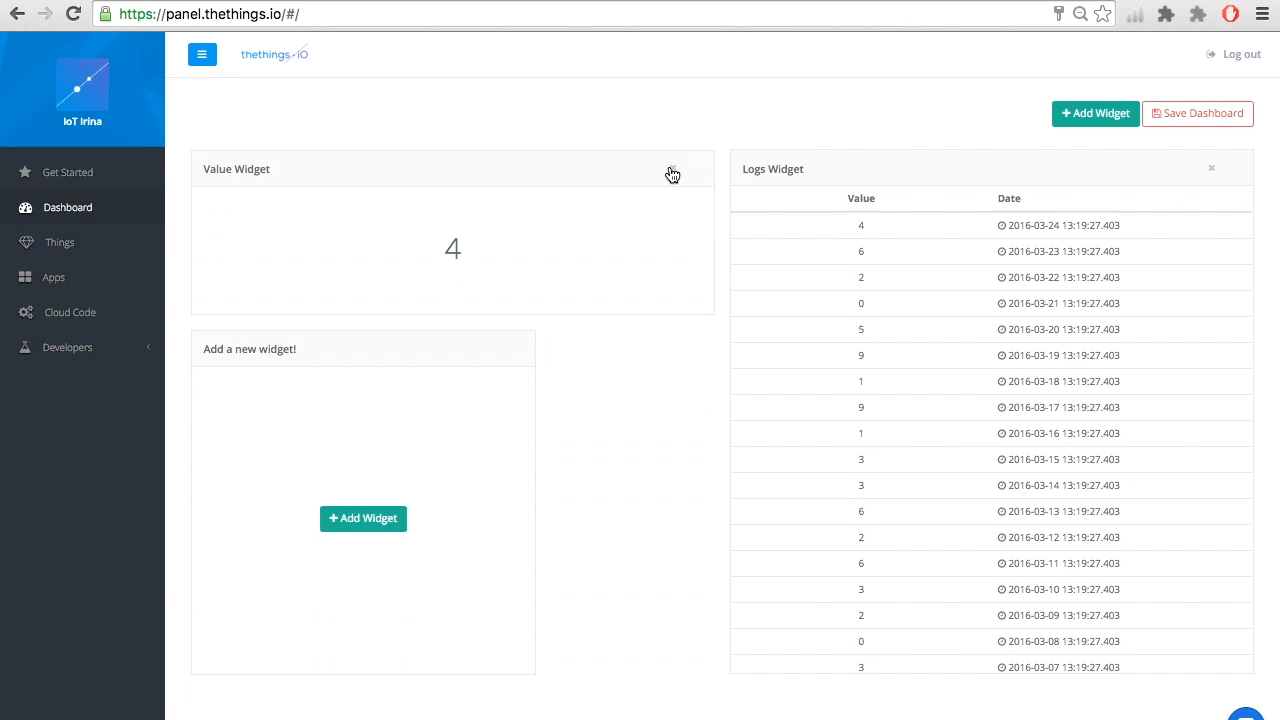 https://panel.thethings.io/#/
thethings.iO
Log out
IoT Irina
Get Started
Dashboard
Things
Apps
Cloud Code
Developers
+ Add Widget
Save Dashboard
Value Widget
4
Add a new widget!
+ Add Widget
Logs Widget
Value Date
4 2016-03-24 13:19:27.403
6 2016-03-23 13:19:27.403
2 2016-03-22 13:19:27.403
0 2016-03-21 13:19:27.403
5 2016-03-20 13:19:27.403
9 2016-03-19 13:19:27.403
1 2016-03-18 13:19:27.403
9 2016-03-17 13:19:27.403
1 2016-03-16 13:19:27.403
3 2016-03-15 13:19:27.403
3 2016-03-14 13:19:27.403
6 2016-03-13 13:19:27.403
2 2016-03-12 13:19:27.403
6 2016-03-11 13:19:27.403
3 2016-03-10 13:19:27.403
2 2016-03-09 13:19:27.403
0 2016-03-08 13:19:27.403
3 2016-03-07 13:19:27.403